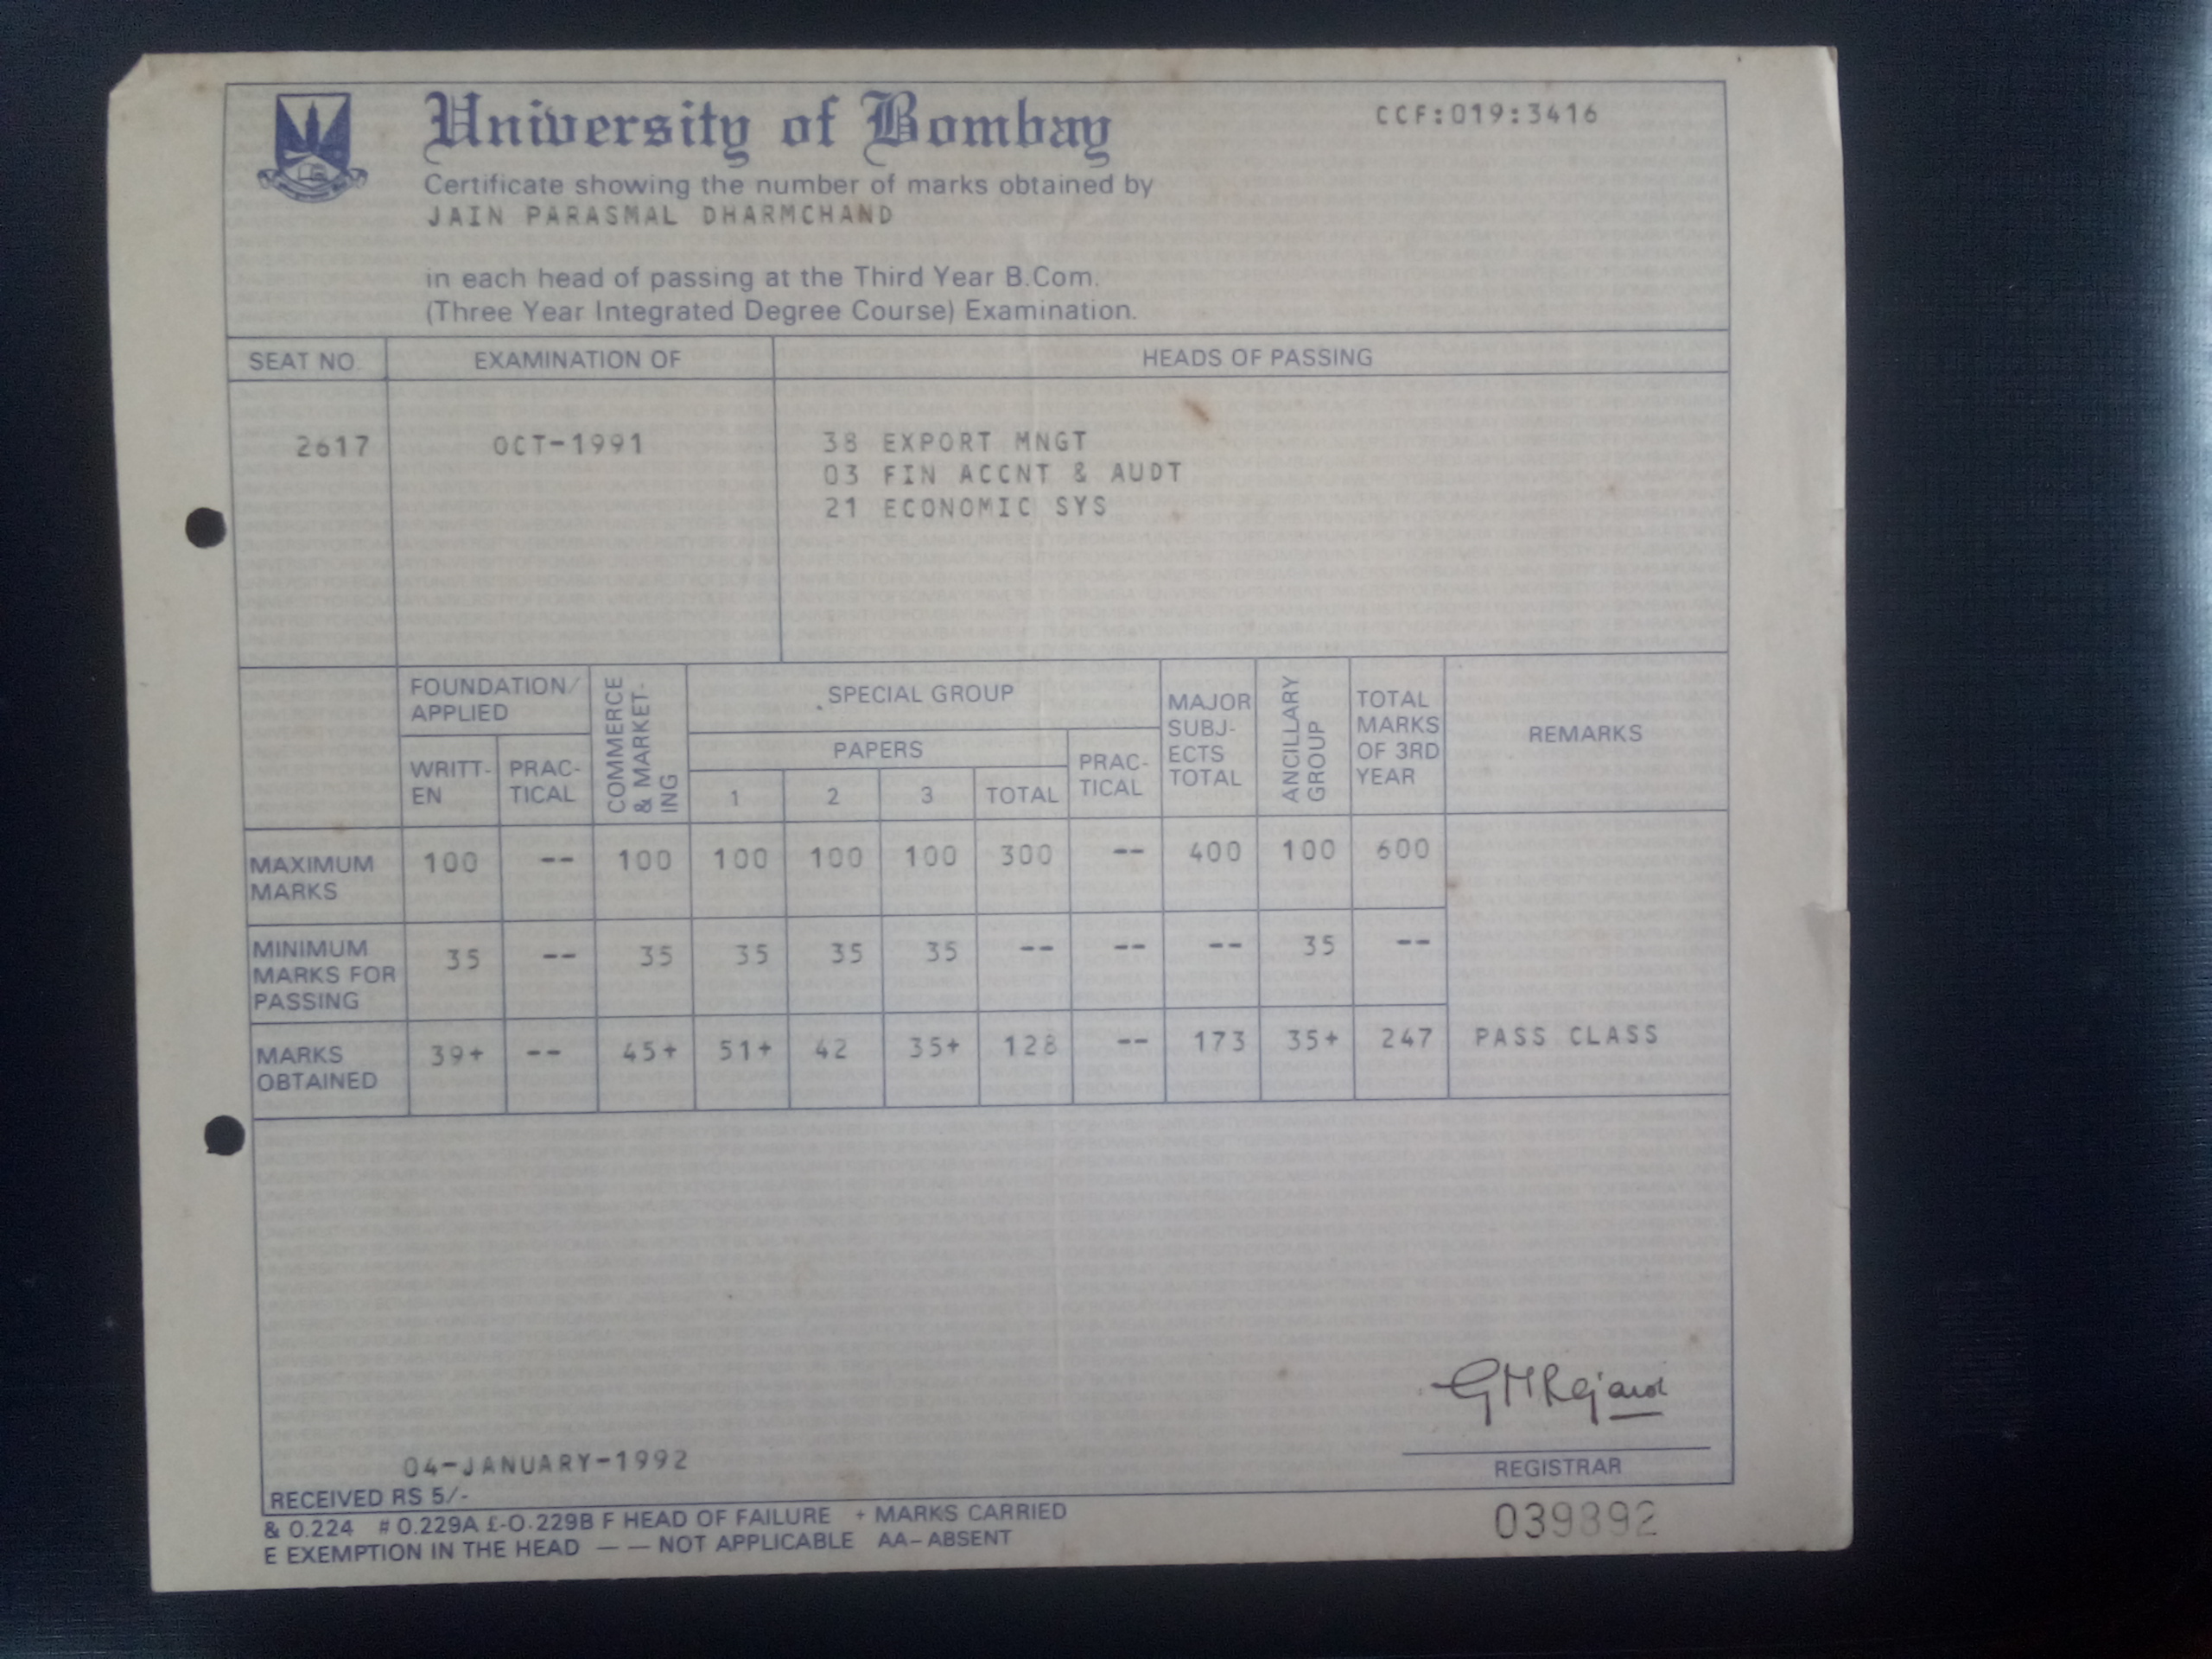 University of Bombay
CCF:019:3416
Certificate showing the number of marks obtained by
JAIN PARASMAL DHARMCHAND
in each head of passing at the Third Year B.Com.
(Three Year Integrated Degree Course) Examination.
SEAT NO. EXAMINATION OF HEADS OF PASSING
2617 OCT-1991 38 EXPORT MNGT
03 FIN ACCNT & AUDT
21 ECONOMIC SYS
FOUNDATION/APPLIED COMMERCE & MARKET-ING SPECIAL GROUP MAJOR SUBJ-ECTS TOTAL ANCILLARY GROUP TOTAL MARKS OF 3RD YEAR REMARKS
PAPERS PRAC-TICAL
WRITT-EN PRAC-TICAL 1 2 3 TOTAL
MAXIMUM MARKS 100 -- 100 100 100 100 300 -- 400 100 600
MINIMUM MARKS FOR PASSING 35 -- 35 35 35 35 -- -- -- 35 --
MARKS OBTAINED 39+ -- 45+ 51+ 42 35+ 128 -- 173 35+ 247 PASS CLASS
04-JANUARY-1992
REGISTRAR
RECEIVED RS 5/-
& O.224 # O.229A £-O.229B F HEAD OF FAILURE + MARKS CARRIED
E EXEMPTION IN THE HEAD — — NOT APPLICABLE AA-ABSENT
039892